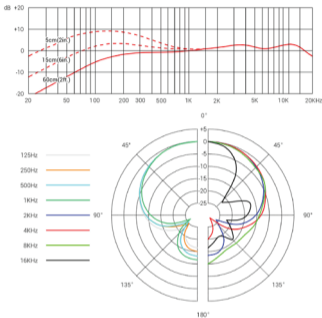 dB +20
+10
0
-10
-20
5cm(2in.)
15cm(6in.)
60cm(2ft.)
20 50 100 200 300 500 1K 2K 5K 10K 20KHz
0°
+5
0
-5
-10
-15
-20
-25
45° 45°
90° 90°
135° 135°
180°
125Hz
250Hz
500Hz
1KHz
2KHz
4KHz
8KHz
16KHz